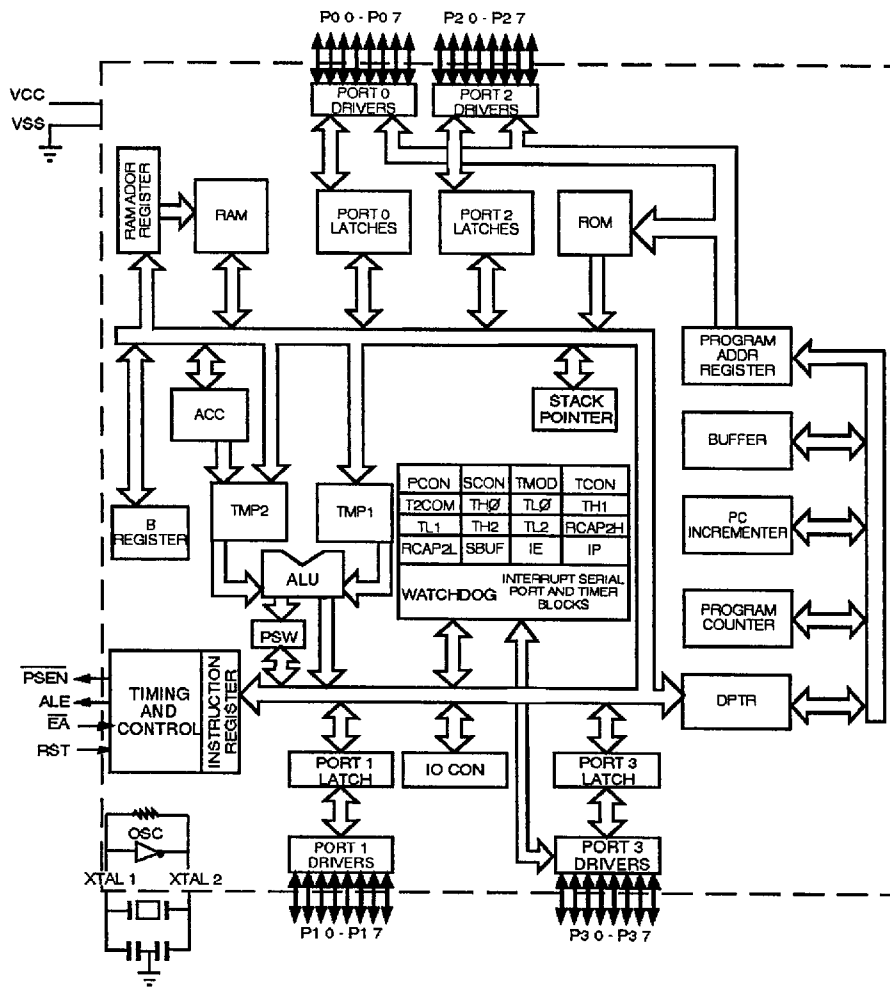 P0 0 - P0 7
P2 0 - P2 7
VCC
VSS
PORT 0
DRIVERS
PORT 2
DRIVERS
RAM ADDR
REGISTER
RAM
PORT 0
LATCHES
PORT 2
LATCHES
ROM
PROGRAM
ADDR
REGISTER
ACC
STACK
POINTER
BUFFER
B
REGISTER
TMP2
TMP1
PCON SCON TMOD TCON
T2COM THØ TLØ TH1
TL1 TH2 TL2 RCAP2H
RCAP2L SBUF IE IP
WATCHDOG
INTERRUPT SERIAL
PORT AND TIMER
BLOCKS
PC
INCREMENTER
ALU
PSW
PROGRAM
COUNTER
PSEN
ALE
EA
RST
TIMING
AND
CONTROL
INSTRUCTION
REGISTER
DPTR
PORT 1
LATCH
IO CON
PORT 3
LATCH
OSC
PORT 1
DRIVERS
PORT 3
DRIVERS
XTAL 1
XTAL 2
P1 0 - P1 7
P3 0 - P3 7